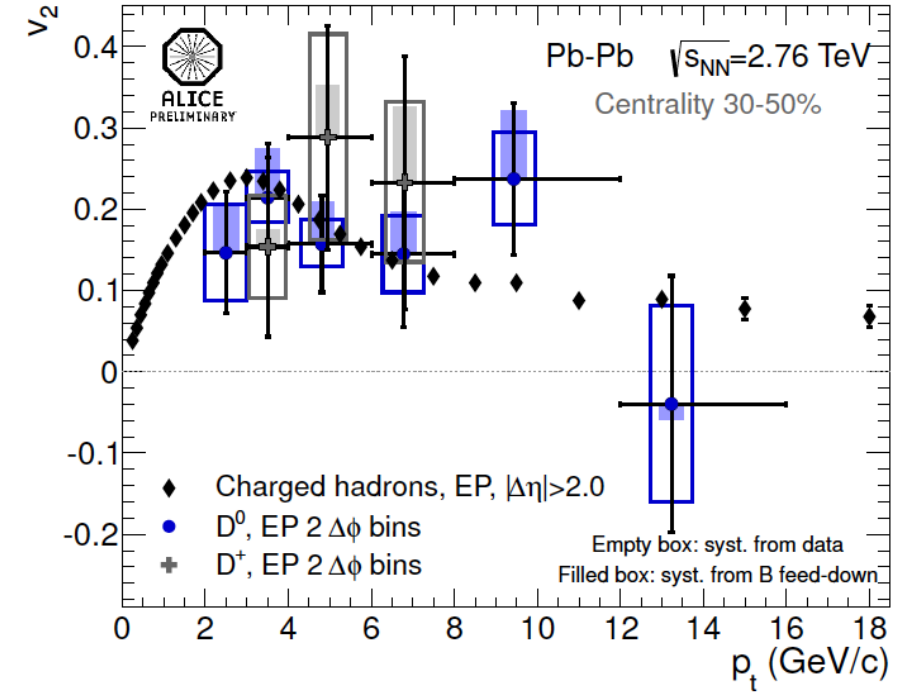 v2
0.4
0.3
0.2
0.1
0
-0.1
-0.2
ALICE
PRELIMINARY
Pb-Pb √sNN=2.76 TeV
Centrality 30-50%
Charged hadrons, EP, |Δη|>2.0
D0, EP 2 Δϕ bins
D+, EP 2 Δϕ bins
Empty box: syst. from data
Filled box: syst. from B feed-down
0 2 4 6 8 10 12 14 16 18
pt (GeV/c)